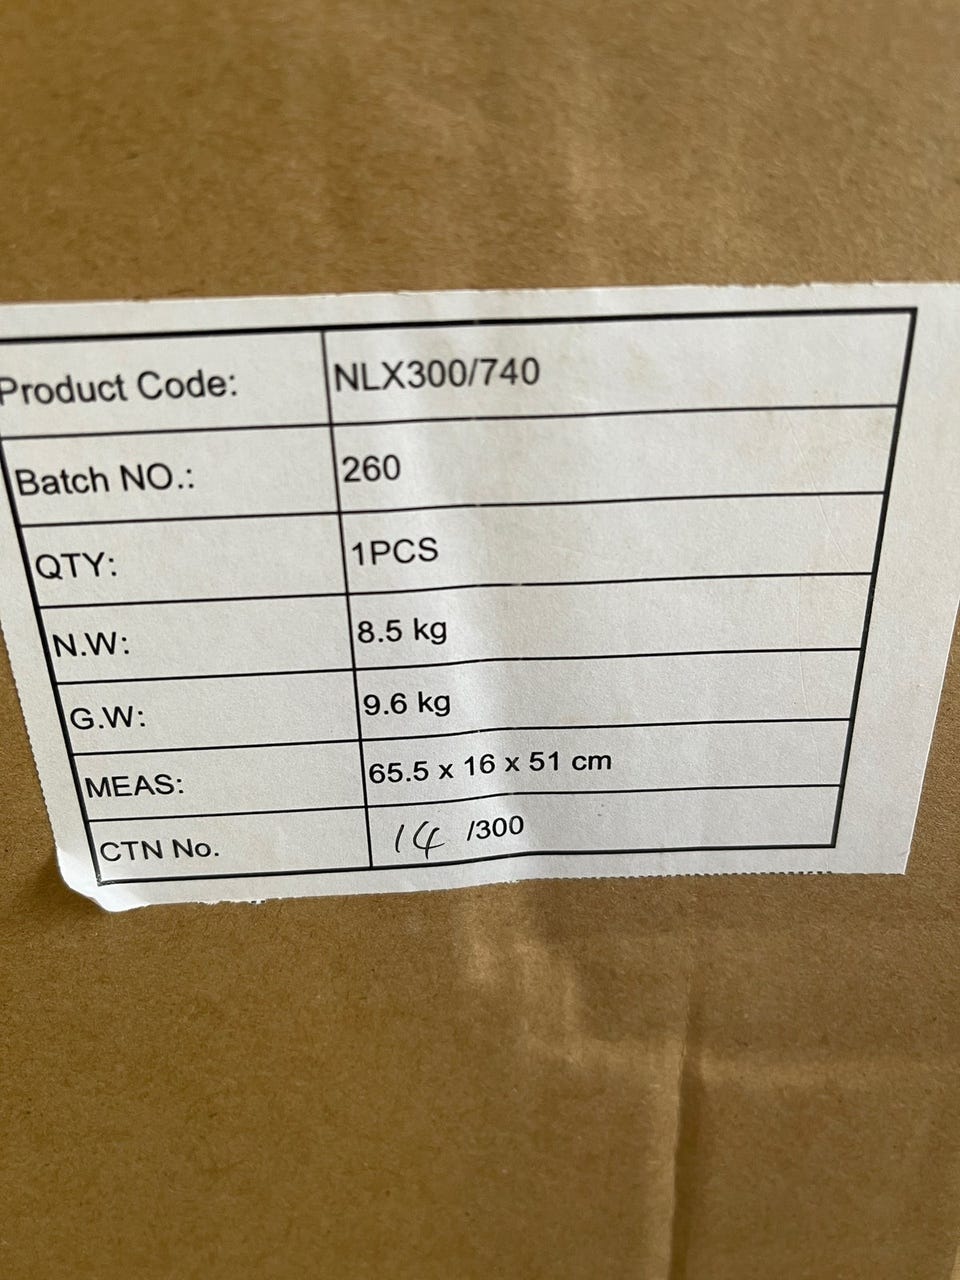 Product Code: NLX300/740
Batch NO.: 260
QTY: 1PCS
N.W: 8.5 kg
G.W: 9.6 kg
MEAS: 65.5 x 16 x 51 cm
CTN No. 14 /300